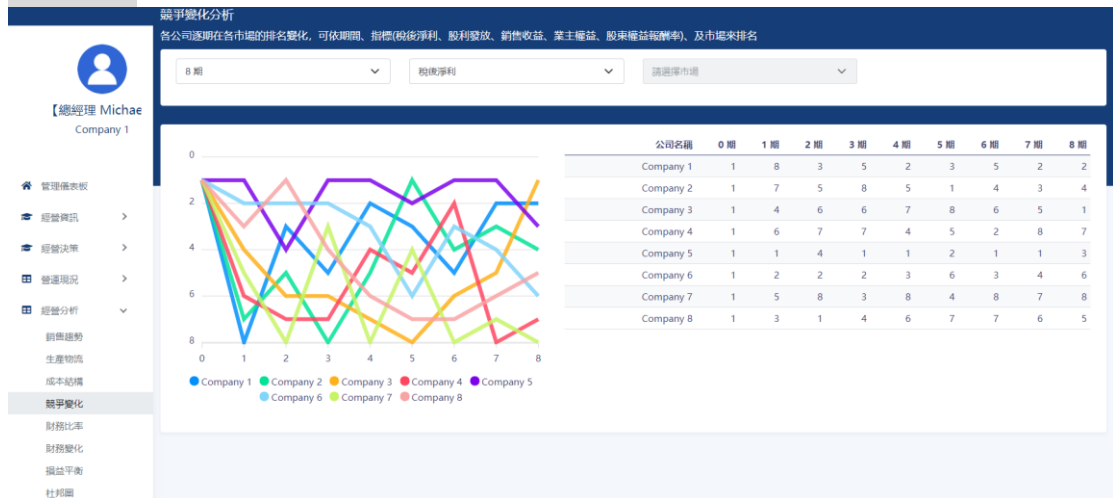 競爭變化分析
各公司逐期在各市場的排名變化，可依期間、指標(稅後淨利、股利發放、銷售收益、業主權益、股東權益報酬率)、及市場來排名
8 期
稅後淨利
請選擇市場
【總經理 Michae
Company 1
管理儀表板
經營資訊
經營決策
營運現況
經營分析
銷售趨勢
生產物流
成本結構
競爭變化
財務比率
財務變化
損益平衡
杜邦圖
0
2
4
6
8
0 1 2 3 4 5 6 7 8
Company 1 Company 2 Company 3 Company 4 Company 5
Company 6 Company 7 Company 8
公司名稱 0 期 1 期 2 期 3 期 4 期 5 期 6 期 7 期 8 期
Company 1 1 8 3 5 2 3 5 2 2
Company 2 1 7 5 8 5 1 4 3 4
Company 3 1 4 6 6 7 8 6 5 1
Company 4 1 6 7 7 4 5 2 8 7
Company 5 1 1 4 1 1 2 1 1 3
Company 6 1 2 2 2 3 6 3 4 6
Company 7 1 5 8 3 8 4 8 7 8
Company 8 1 3 1 4 6 7 7 6 5